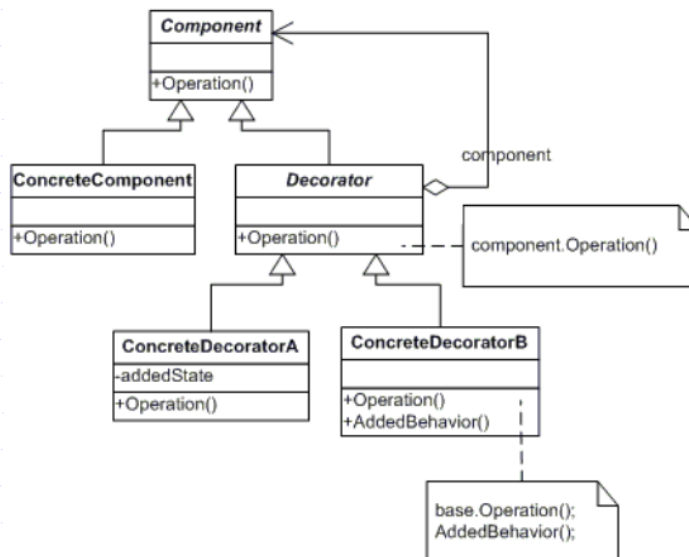 Component
+Operation()
ConcreteComponent
+Operation()
Decorator
+Operation()
component
component.Operation()
ConcreteDecoratorA
-addedState
+Operation()
ConcreteDecoratorB
+Operation()
+AddedBehavior()
base.Operation();
AddedBehavior();